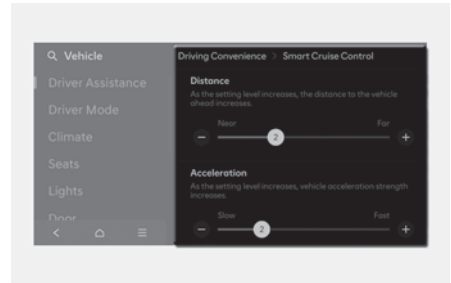 Vehicle
Driver Assistance
Driver Mode
Climate
Seats
Lights
Door
Driving Convenience > Smart Cruise Control
Distance
As the setting level increases, the distance to the vehicle
ahead increases.
Near Far
2
Acceleration
As the setting level increases, vehicle acceleration strength
increases.
Slow Fast
2